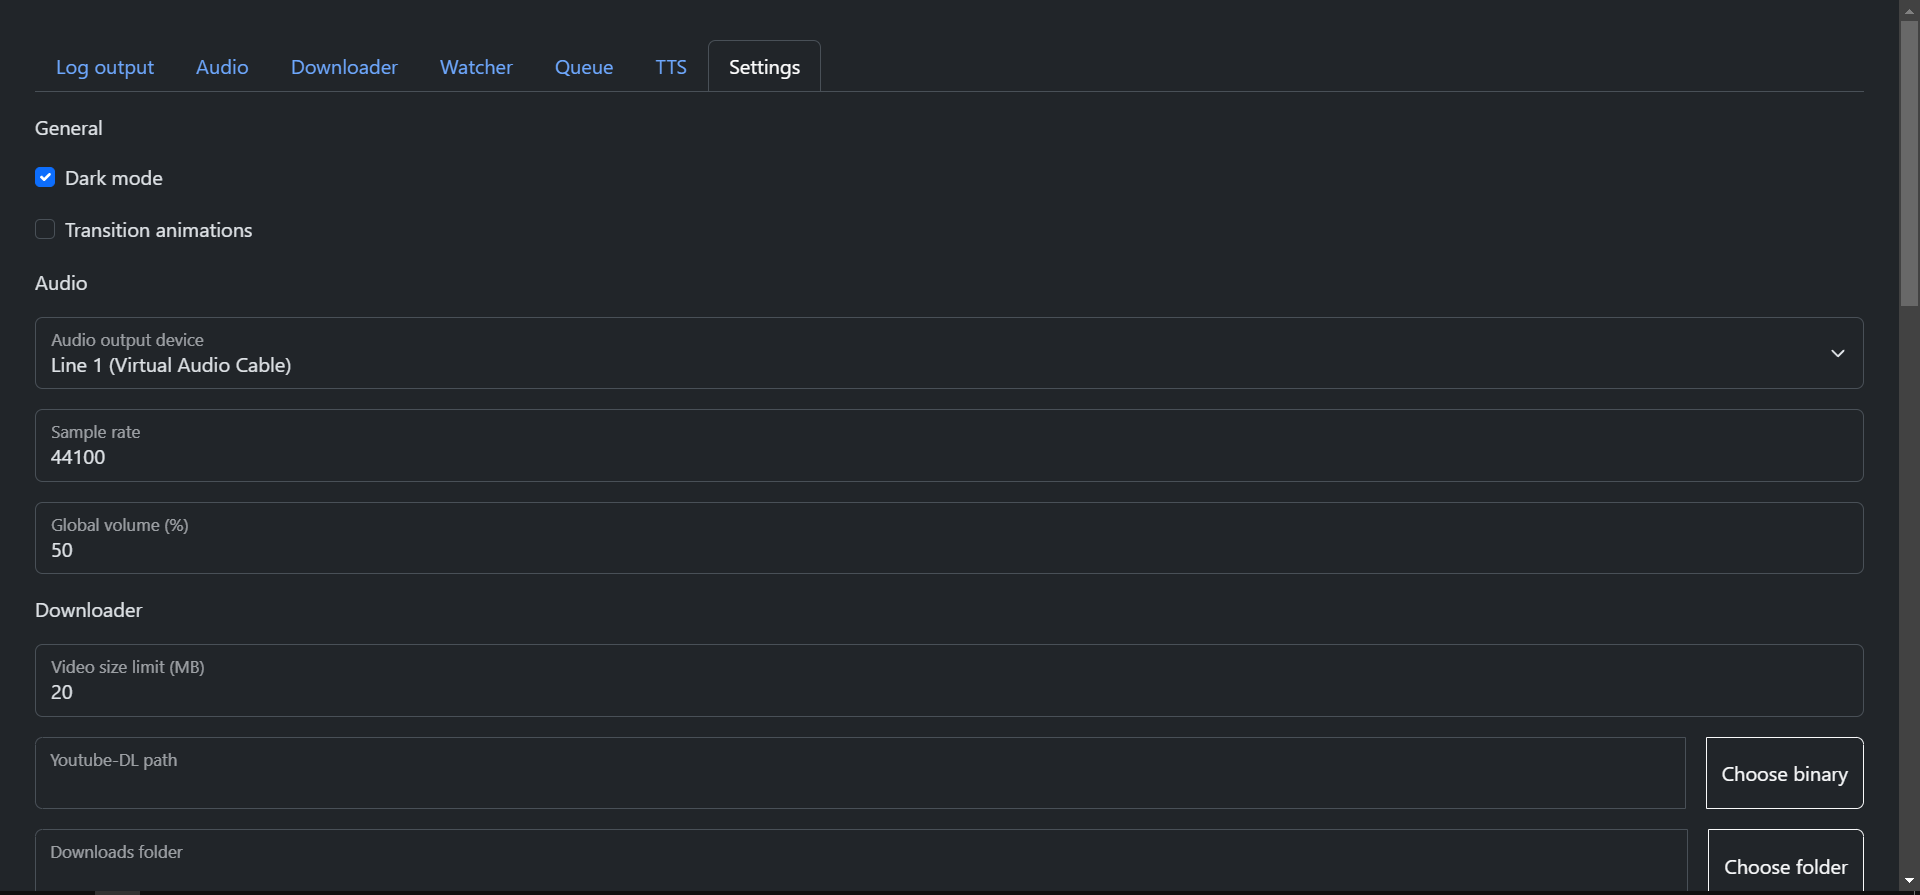 Log output Audio Downloader Watcher Queue TTS Settings
General
Dark mode
Transition animations
Audio
Audio output device
Line 1 (Virtual Audio Cable)
Sample rate
44100
Global volume (%)
50
Downloader
Video size limit (MB)
20
Youtube-DL path
Choose binary
Downloads folder
Choose folder